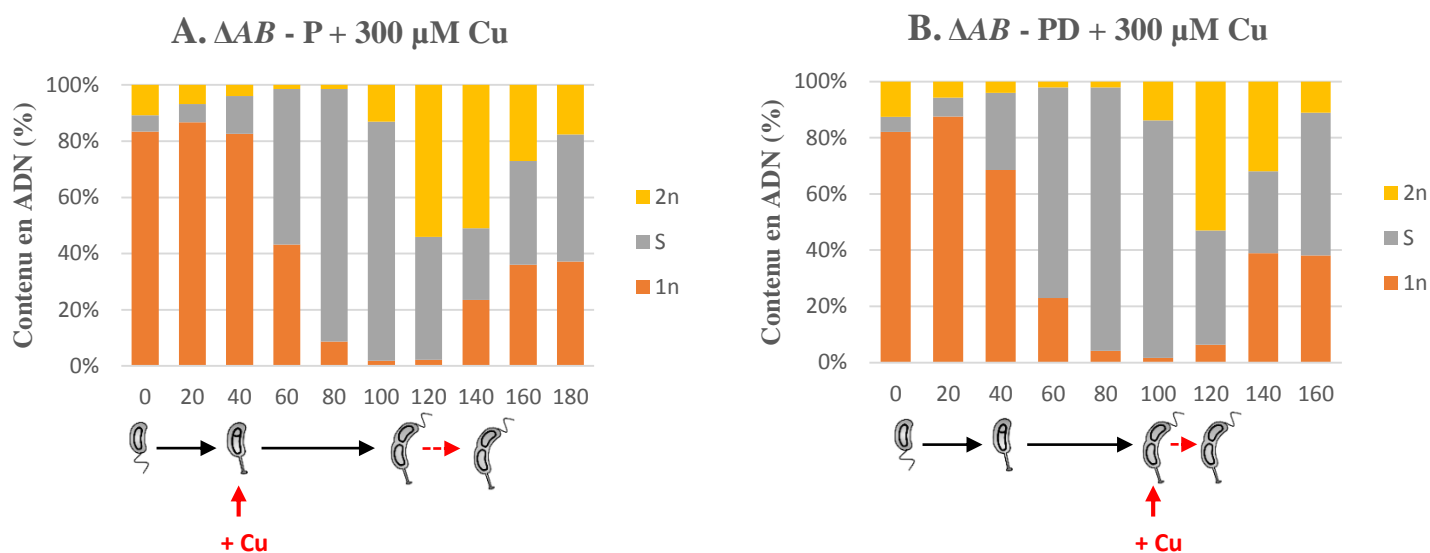 A. ΔAB - P + 300 µM Cu
Contenu en ADN (%)
100%
80%
60%
40%
20%
0%
0 20 40 60 80 100 120 140 160 180
2n
S
1n
+ Cu
B. ΔAB - PD + 300 µM Cu
Contenu en ADN (%)
100%
80%
60%
40%
20%
0%
0 20 40 60 80 100 120 140 160
2n
S
1n
+ Cu